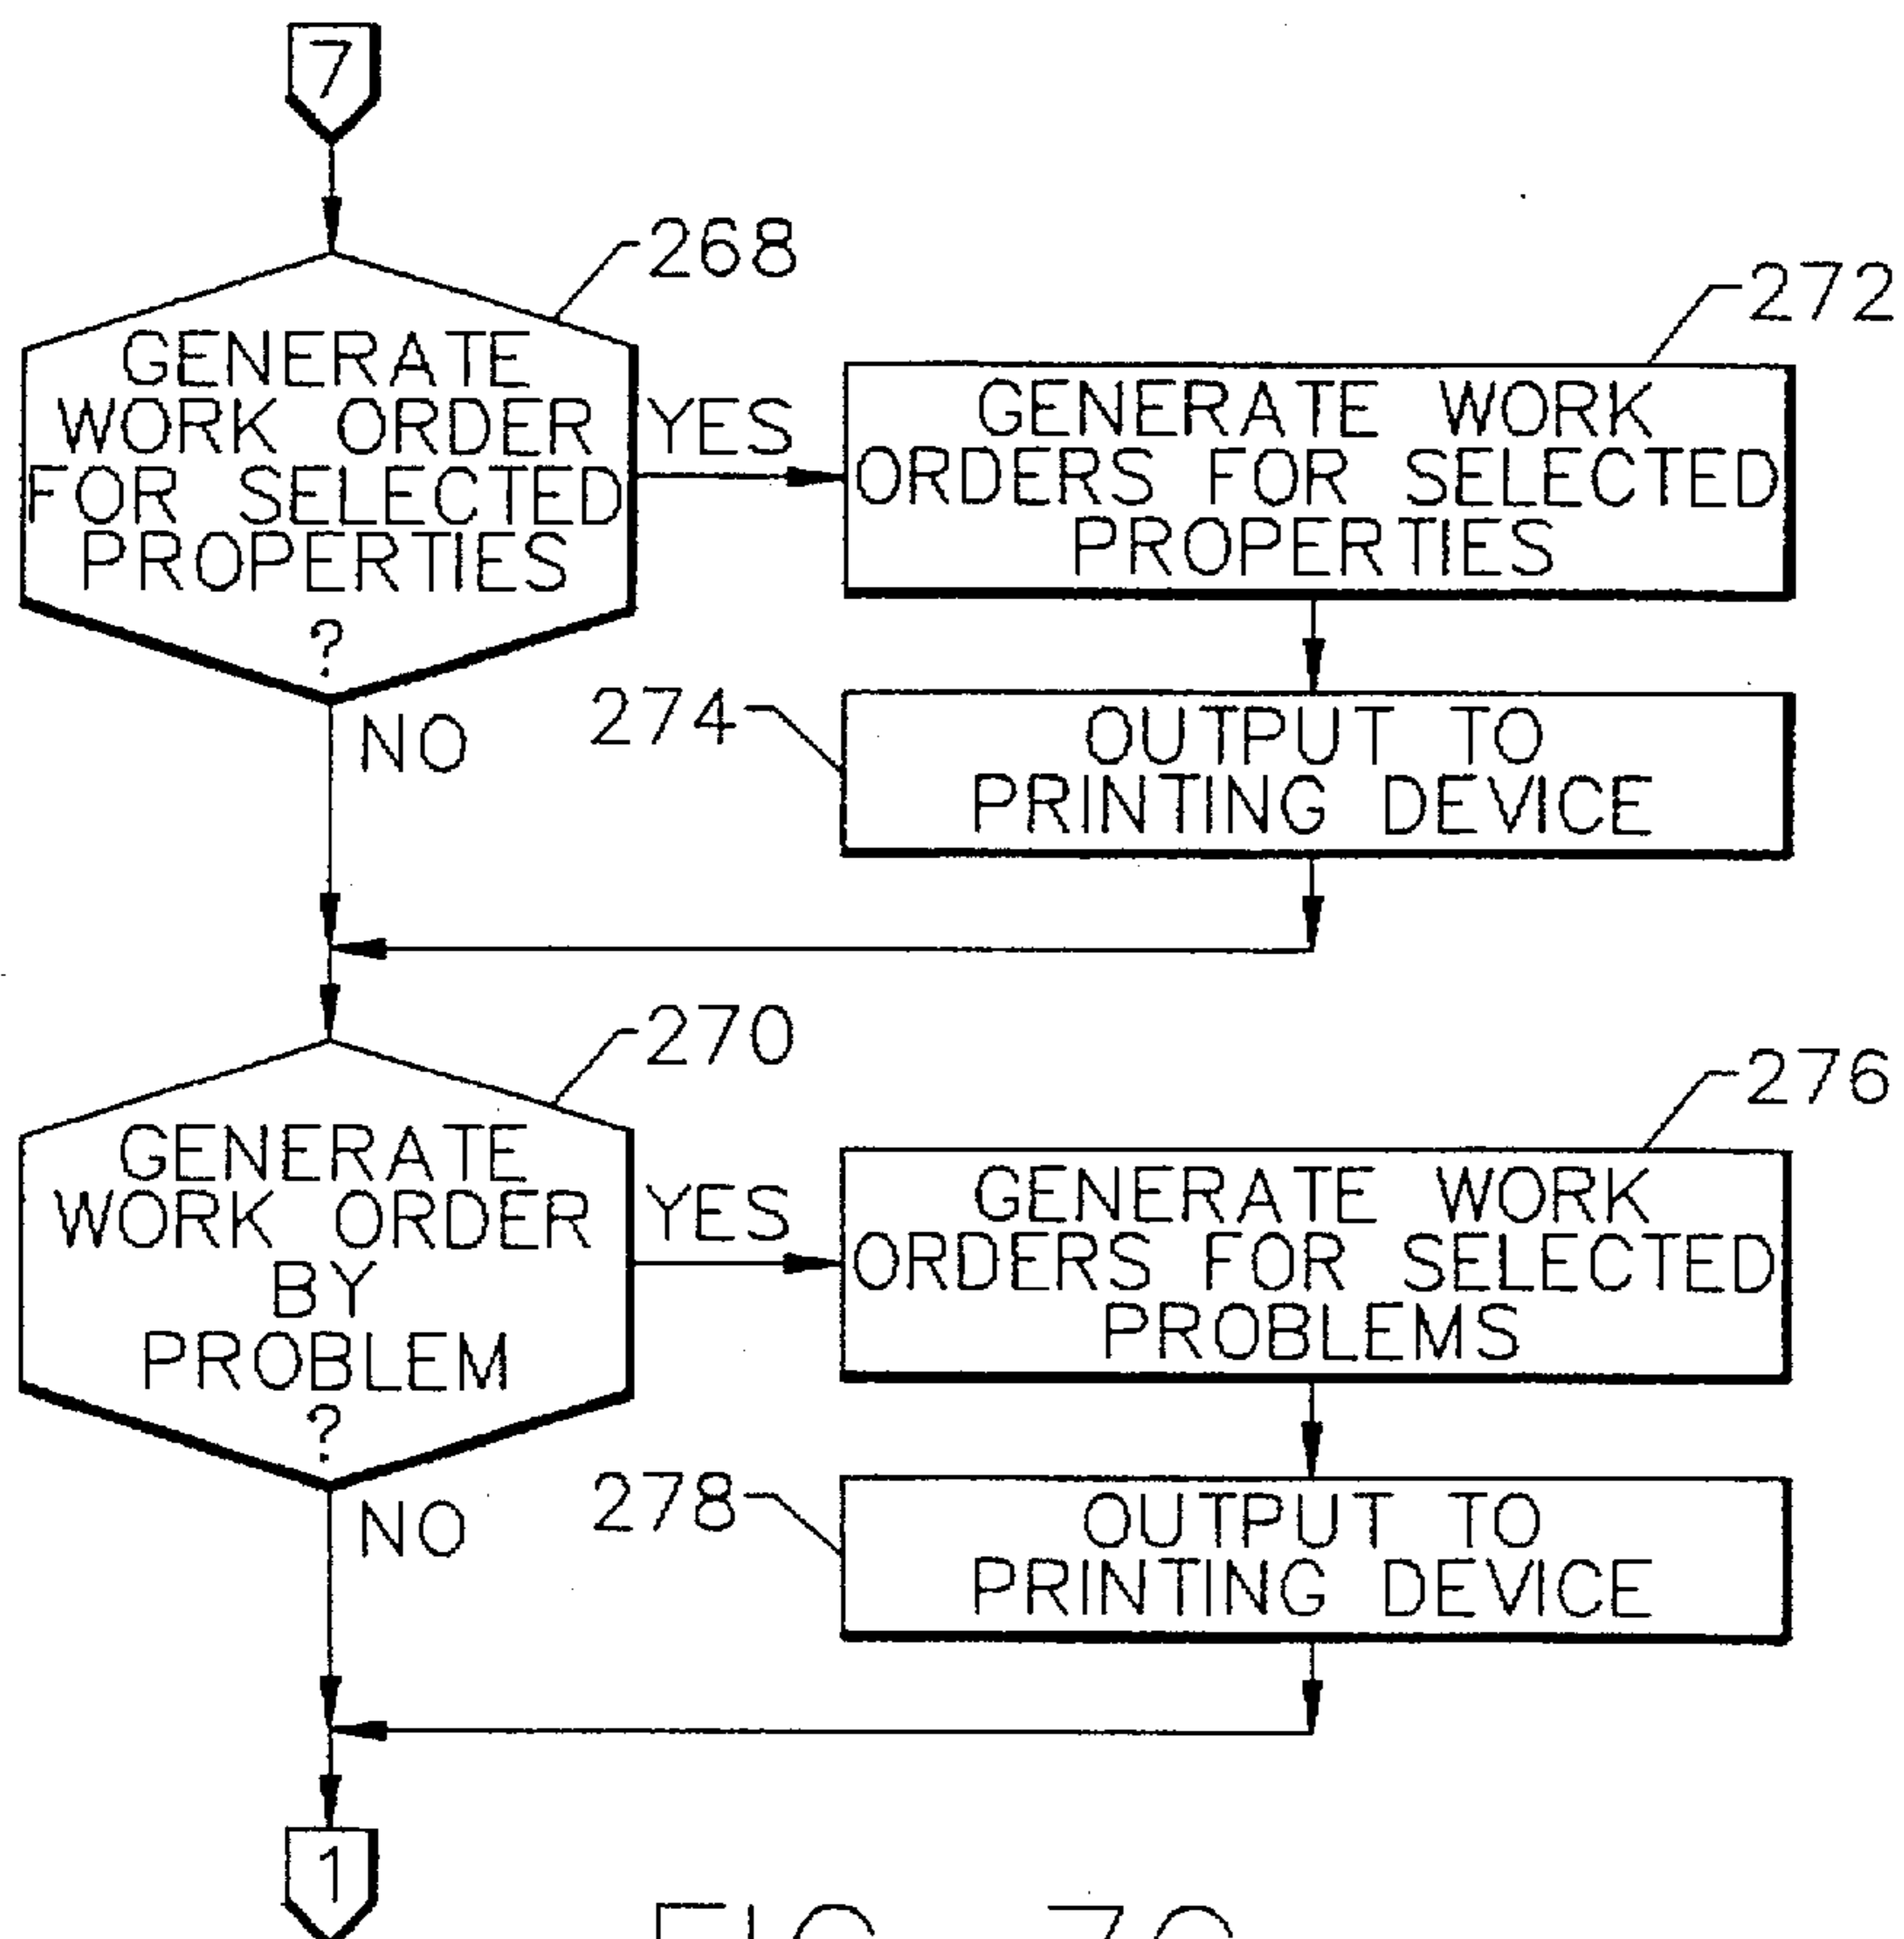 7
268
GENERATE
WORK ORDER
FOR SELECTED
PROPERTIES
?
YES
NO
272
GENERATE WORK
ORDERS FOR SELECTED
PROPERTIES
274
OUTPUT TO
PRINTING DEVICE
270
GENERATE
WORK ORDER
BY
PROBLEM
?
YES
NO
276
GENERATE WORK
ORDERS FOR SELECTED
PROBLEMS
278
OUTPUT TO
PRINTING DEVICE
1